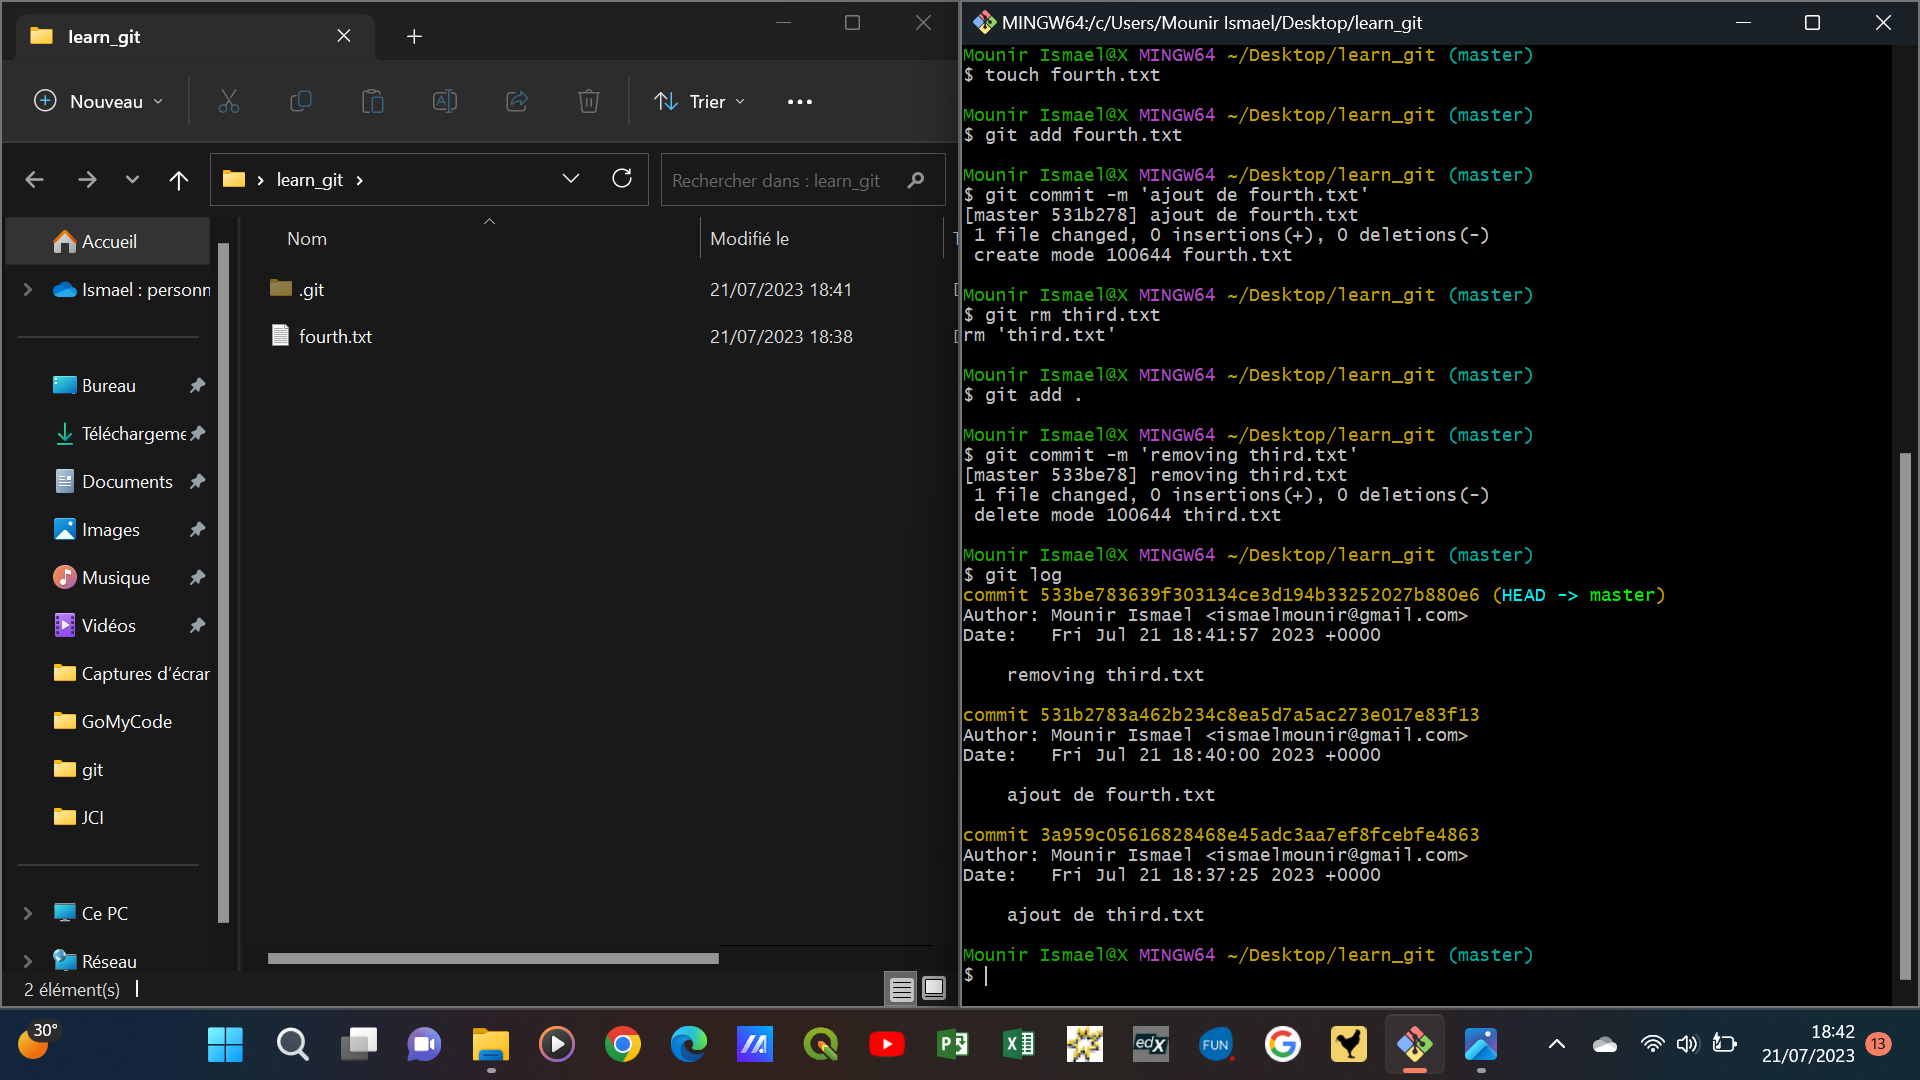 learn_git
Nouveau
Trier
learn_git
Rechercher dans : learn_git
Nom
Modifié le
.git
21/07/2023 18:41
fourth.txt
21/07/2023 18:38
Accueil
Ismael : personn
Bureau
Téléchargeme
Documents
Images
Musique
Vidéos
Captures d'écrar
GoMyCode
git
JCI
Ce PC
Réseau
2 élément(s)
MINGW64:/c/Users/Mounir Ismael/Desktop/learn_git
Mounir Ismael@X MINGW64 ~/Desktop/learn_git (master)
$ touch fourth.txt
Mounir Ismael@X MINGW64 ~/Desktop/learn_git (master)
$ git add fourth.txt
Mounir Ismael@X MINGW64 ~/Desktop/learn_git (master)
$ git commit -m 'ajout de fourth.txt'
[master 531b278] ajout de fourth.txt
1 file changed, 0 insertions(+), 0 deletions(-)
create mode 100644 fourth.txt
Mounir Ismael@X MINGW64 ~/Desktop/learn_git (master)
$ git rm third.txt
rm 'third.txt'
Mounir Ismael@X MINGW64 ~/Desktop/learn_git (master)
$ git add .
Mounir Ismael@X MINGW64 ~/Desktop/learn_git (master)
$ git commit -m 'removing third.txt'
[master 533be78] removing third.txt
1 file changed, 0 insertions(+), 0 deletions(-)
delete mode 100644 third.txt
Mounir Ismael@X MINGW64 ~/Desktop/learn_git (master)
$ git log
commit 533be783639f303134ce3d194b33252027b880e6 (HEAD -> master)
Author: Mounir Ismael <ismaelmounir@gmail.com>
Date:   Fri Jul 21 18:41:57 2023 +0000
removing third.txt
commit 531b2783a462b234c8ea5d7a5ac273e017e83f13
Author: Mounir Ismael <ismaelmounir@gmail.com>
Date:   Fri Jul 21 18:40:00 2023 +0000
ajout de fourth.txt
commit 3a959c05616828468e45adc3aa7ef8fcebfe4863
Author: Mounir Ismael <ismaelmounir@gmail.com>
Date:   Fri Jul 21 18:37:25 2023 +0000
ajout de third.txt
Mounir Ismael@X MINGW64 ~/Desktop/learn_git (master)
$
30°
edX
FUN
18:42
21/07/2023
13